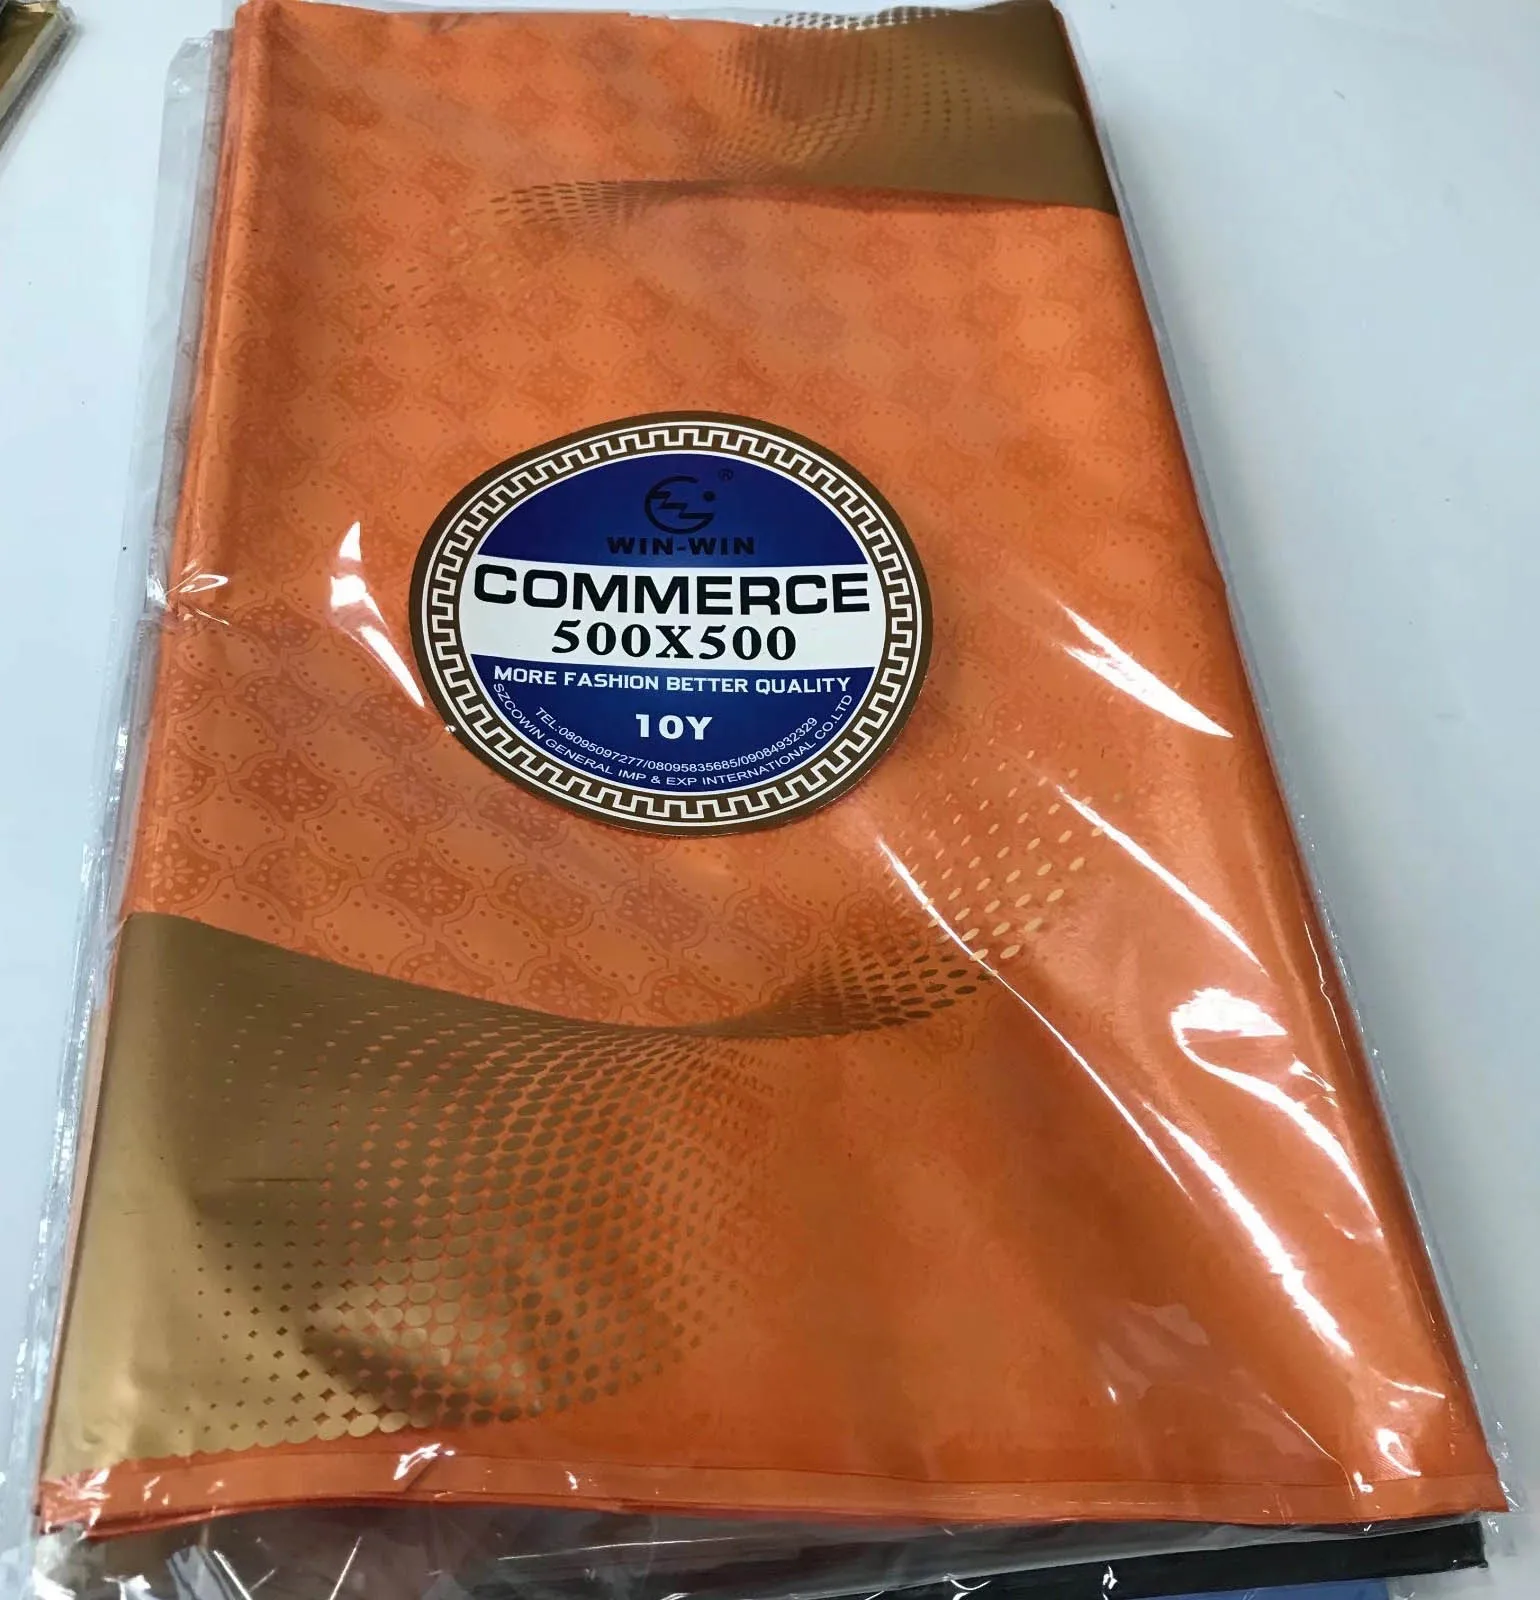 ®
WIN-WIN
COMMERCE
500X500
MORE FASHION BETTER QUALITY
10Y
TEL:08095097277/08095835685/09084932329
SZCOWIN GENERAL IMP & EXP INTERNATIONAL CO.LTD